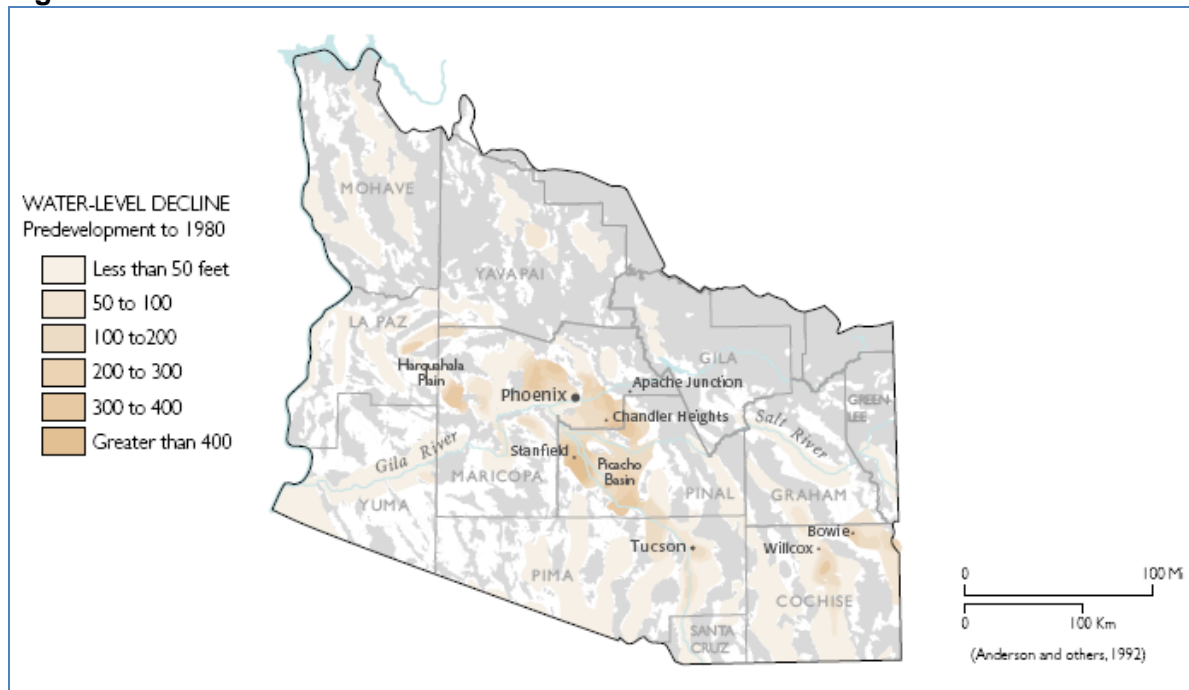 WATER-LEVEL DECLINE
Predevelopment to 1980
Less than 50 feet
50 to 100
100 to200
200 to 300
300 to 400
Greater than 400
MOHAVE
YAVAPAI
LA PAZ
GILA
Harquahala
Plain
Phoenix
Apache Junction
Chandler Heights
GREEN-
LEE
Salt River
Gila River
Stanfield
Picacho
Basin
MARICOPA
PINAL
GRAHAM
YUMA
Bowie
Willcox
Tucson
PIMA
COCHISE
SANTA
CRUZ
0
100 Mi
0
100 Km
(Anderson and others, 1992)